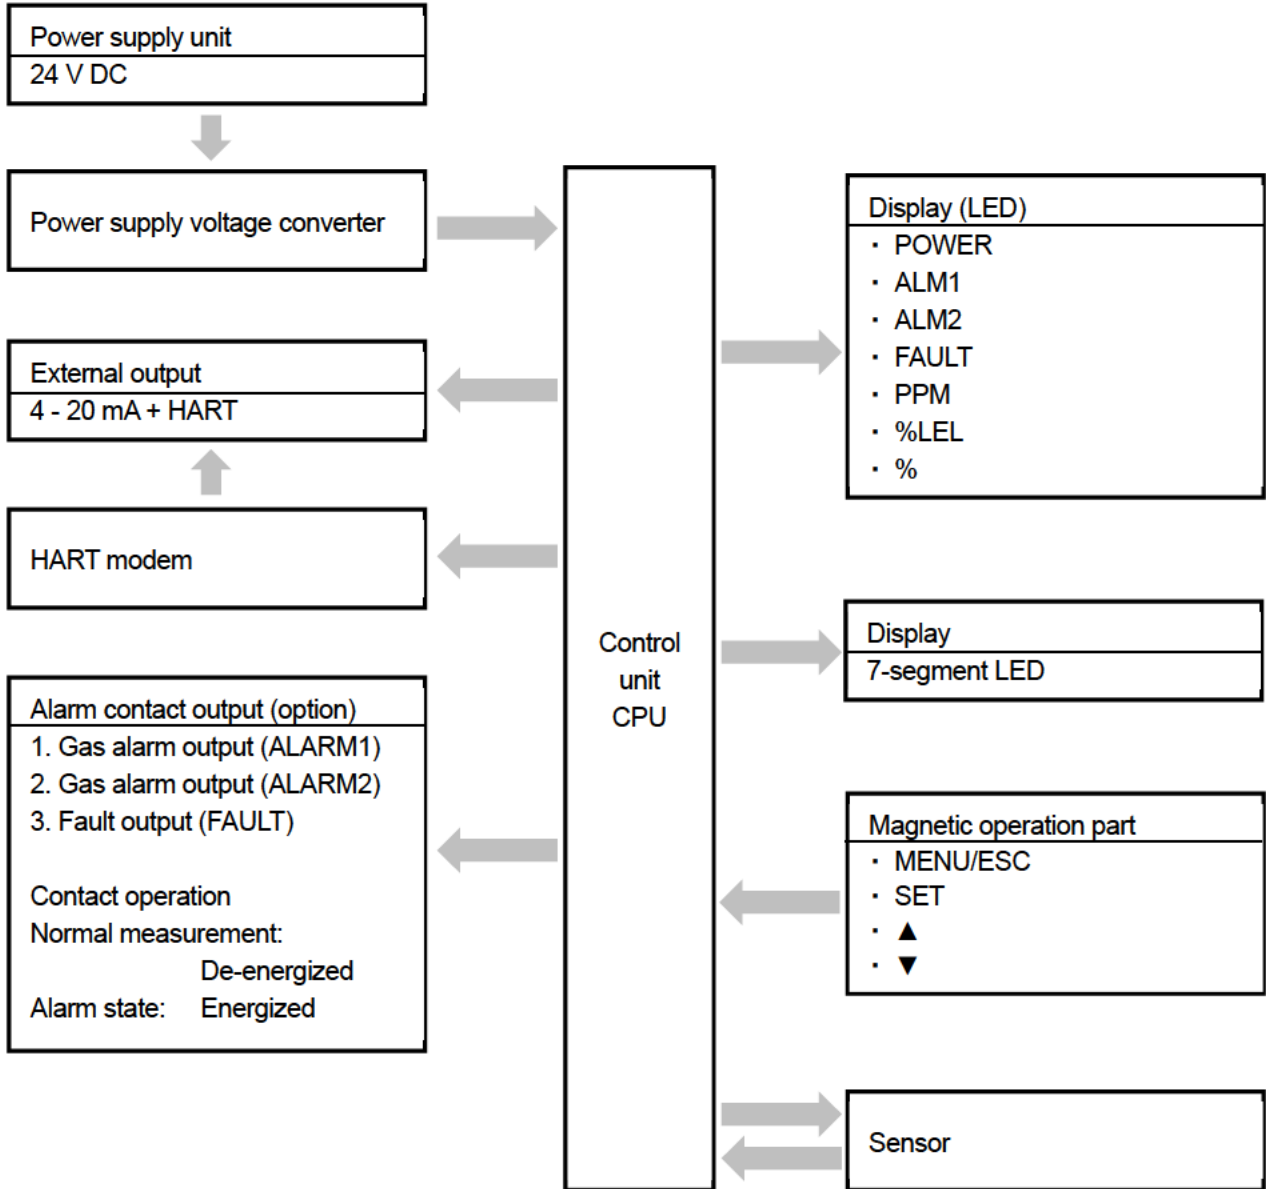 Power supply unit
24 V DC
Power supply voltage converter
External output
4 - 20 mA + HART
HART modem
Alarm contact output (option)
1. Gas alarm output (ALARM1)
2. Gas alarm output (ALARM2)
3. Fault output (FAULT)
Contact operation
Normal measurement:
De-energized
Alarm state: Energized
Control
unit
CPU
Display (LED)
・ POWER
・ ALM1
・ ALM2
・ FAULT
・ PPM
・ %LEL
・ %
Display
7-segment LED
Magnetic operation part
・ MENU/ESC
・ SET
・ ▲
・ ▼
Sensor